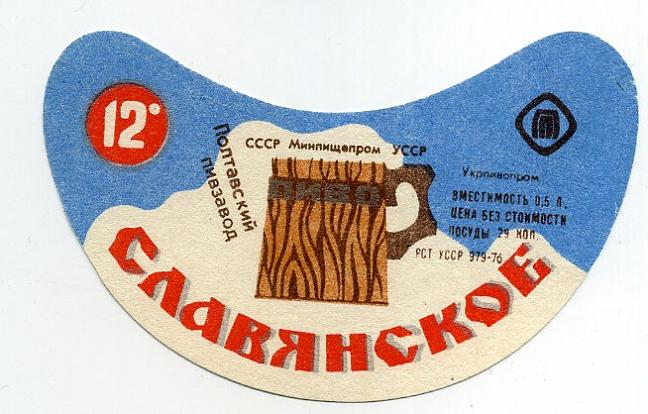 12°
СССР Минпищепром УССР
Полтавский
пивзавод
ПИВО
Укрпивопром
ВМЕСТИМОСТЬ 0,5 Л.
ЦЕНА БЕЗ СТОИМОСТИ
ПОСУДЫ 29 КОП.
РСТ УССР 979-76
СЛАВЯНСКОЕ